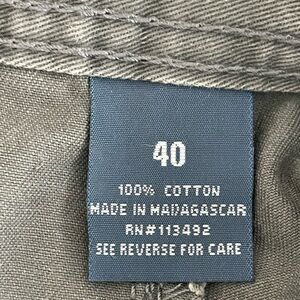 40
100% COTTON
MADE IN MADAGASCAR
RN#113492
SEE REVERSE FOR CARE